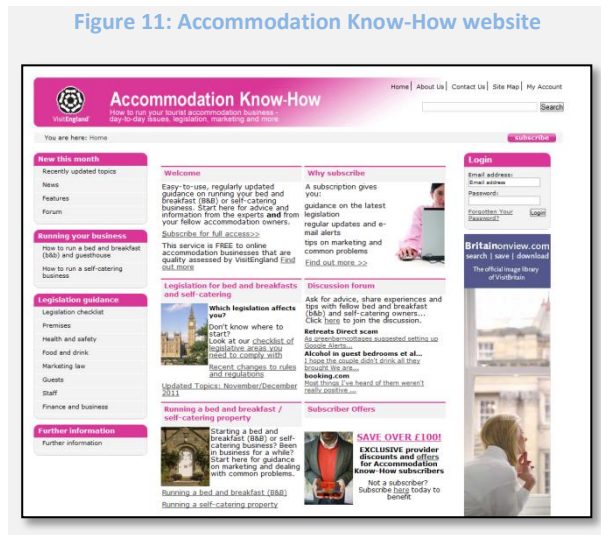 Figure 11: Accommodation Know-How website
Home | About Us | Contact Us | Site Map | My Account
VisitEngland
Accommodation Know-How
How to run your tourist accommodation business -
day-to-day issues, legislation, marketing and more
Search
You are here: Home
subscribe
New this month
Recently updated topics
News
Features
Forum
Running your business
How to run a bed and breakfast
(b&b) and guesthouse
How to run a self-catering
business
Legislation guidance
Legislation checklist
Premises
Health and safety
Food and drink
Marketing law
Guests
Staff
Finance and business
Further information
Further information
Welcome
Easy-to-use, regularly updated
guidance on running your bed and
breakfast (B&B) or self-catering
business. Start here for advice and
information from the experts and from
your fellow accommodation owners.
Subscribe for full access>>
This service is FREE to online
accommodation businesses that are
quality assessed by VisitEngland Find
out more
Why subscribe
A subscription gives
you:
guidance on the latest
legislation
regular updates and e-
mail alerts
tips on marketing and
common problems
Find out more >>
Legislation for bed and breakfasts
and self-catering
Which legislation affects
you?
Don't know where to
start?
Look at our checklist of
legislative areas you
need to comply with
Recent changes to rules
and regulations
Updated Topics: November/December
2011
Discussion forum
Ask for advice, share experiences and
tips with fellow bed and breakfast
(b&b) and self-catering owners...
Click here to join the discussion.
Retreats Direct scam
As greenbarncottages suggested setting up
Google Alerts...
Alcohol in guest bedrooms et al...
I hope the couple didn't drink all they
brought We are...
booking.com
Most things I've heard of them weren't
really positive ...
Running a bed and breakfast /
self-catering property
Starting a bed and
breakfast (B&B) or self-
catering business? Been
in business for a while?
Start here for guidance
on marketing and dealing
with common problems.
Running a bed and breakfast (B&B)
Running a self-catering property
Subscriber Offers
SAVE OVER £100!
EXCLUSIVE provider
discounts and offers
for Accommodation
Know-How subscribers
Not a subscriber?
Subscribe here today to
benefit
Login
Email address:
Email address
Password:
Forgotten Your
Password?
Login
Britainonview.com
search | save | download
The official image library
of VisitBritain